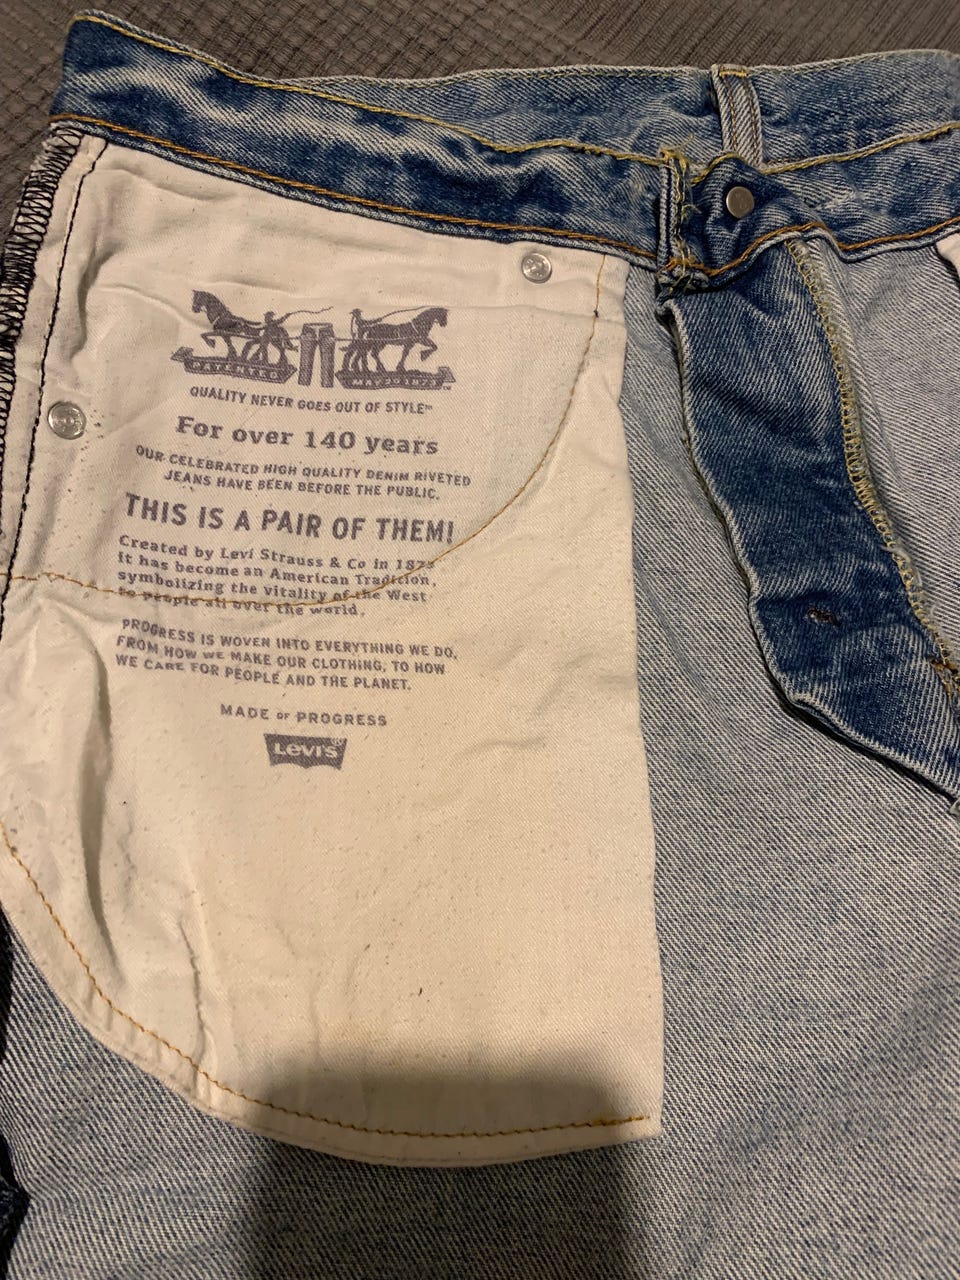 PATENTED
MAY 20 1873
QUALITY NEVER GOES OUT OF STYLE™
For over 140 years
OUR CELEBRATED HIGH QUALITY DENIM RIVETED
JEANS HAVE BEEN BEFORE THE PUBLIC.
THIS IS A PAIR OF THEM!
Created by Levi Strauss & Co in 1873
it has become an American Tradition,
symbolizing the vitality of the West
to people all over the world.
PROGRESS IS WOVEN INTO EVERYTHING WE DO,
FROM HOW WE MAKE OUR CLOTHING, TO HOW
WE CARE FOR PEOPLE AND THE PLANET.
MADE OF PROGRESS
Levi's®